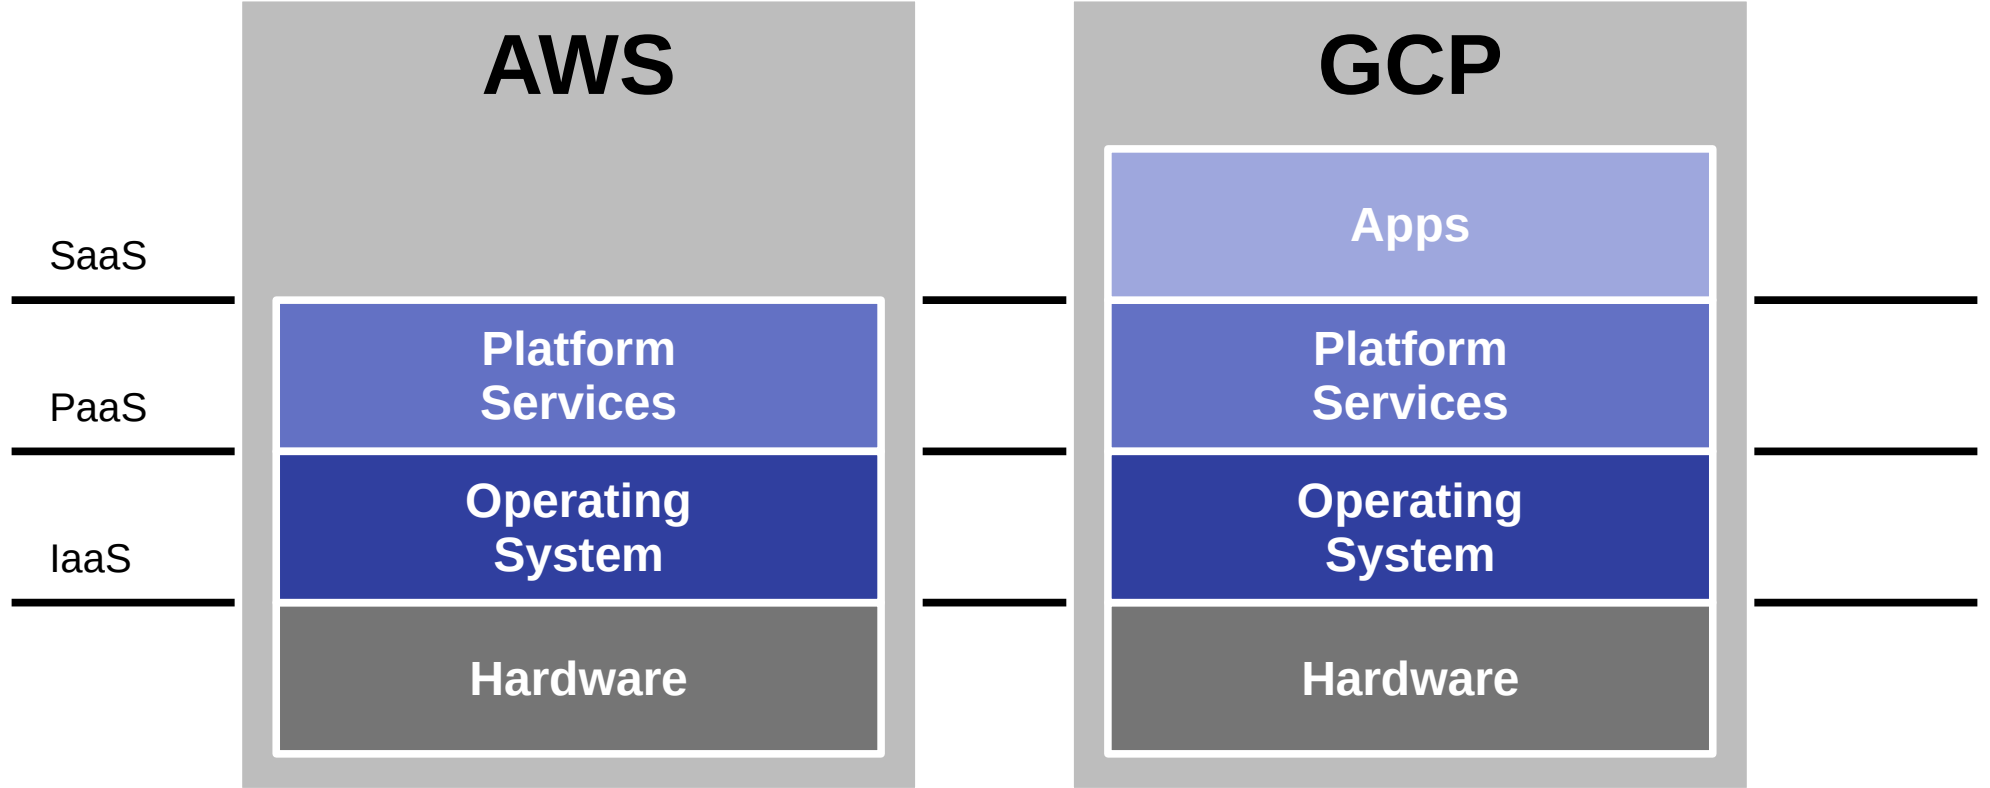 AWS
GCP
SaaS
Apps
PaaS
Platform
Services
Platform
Services
IaaS
Operating
System
Operating
System
Hardware
Hardware